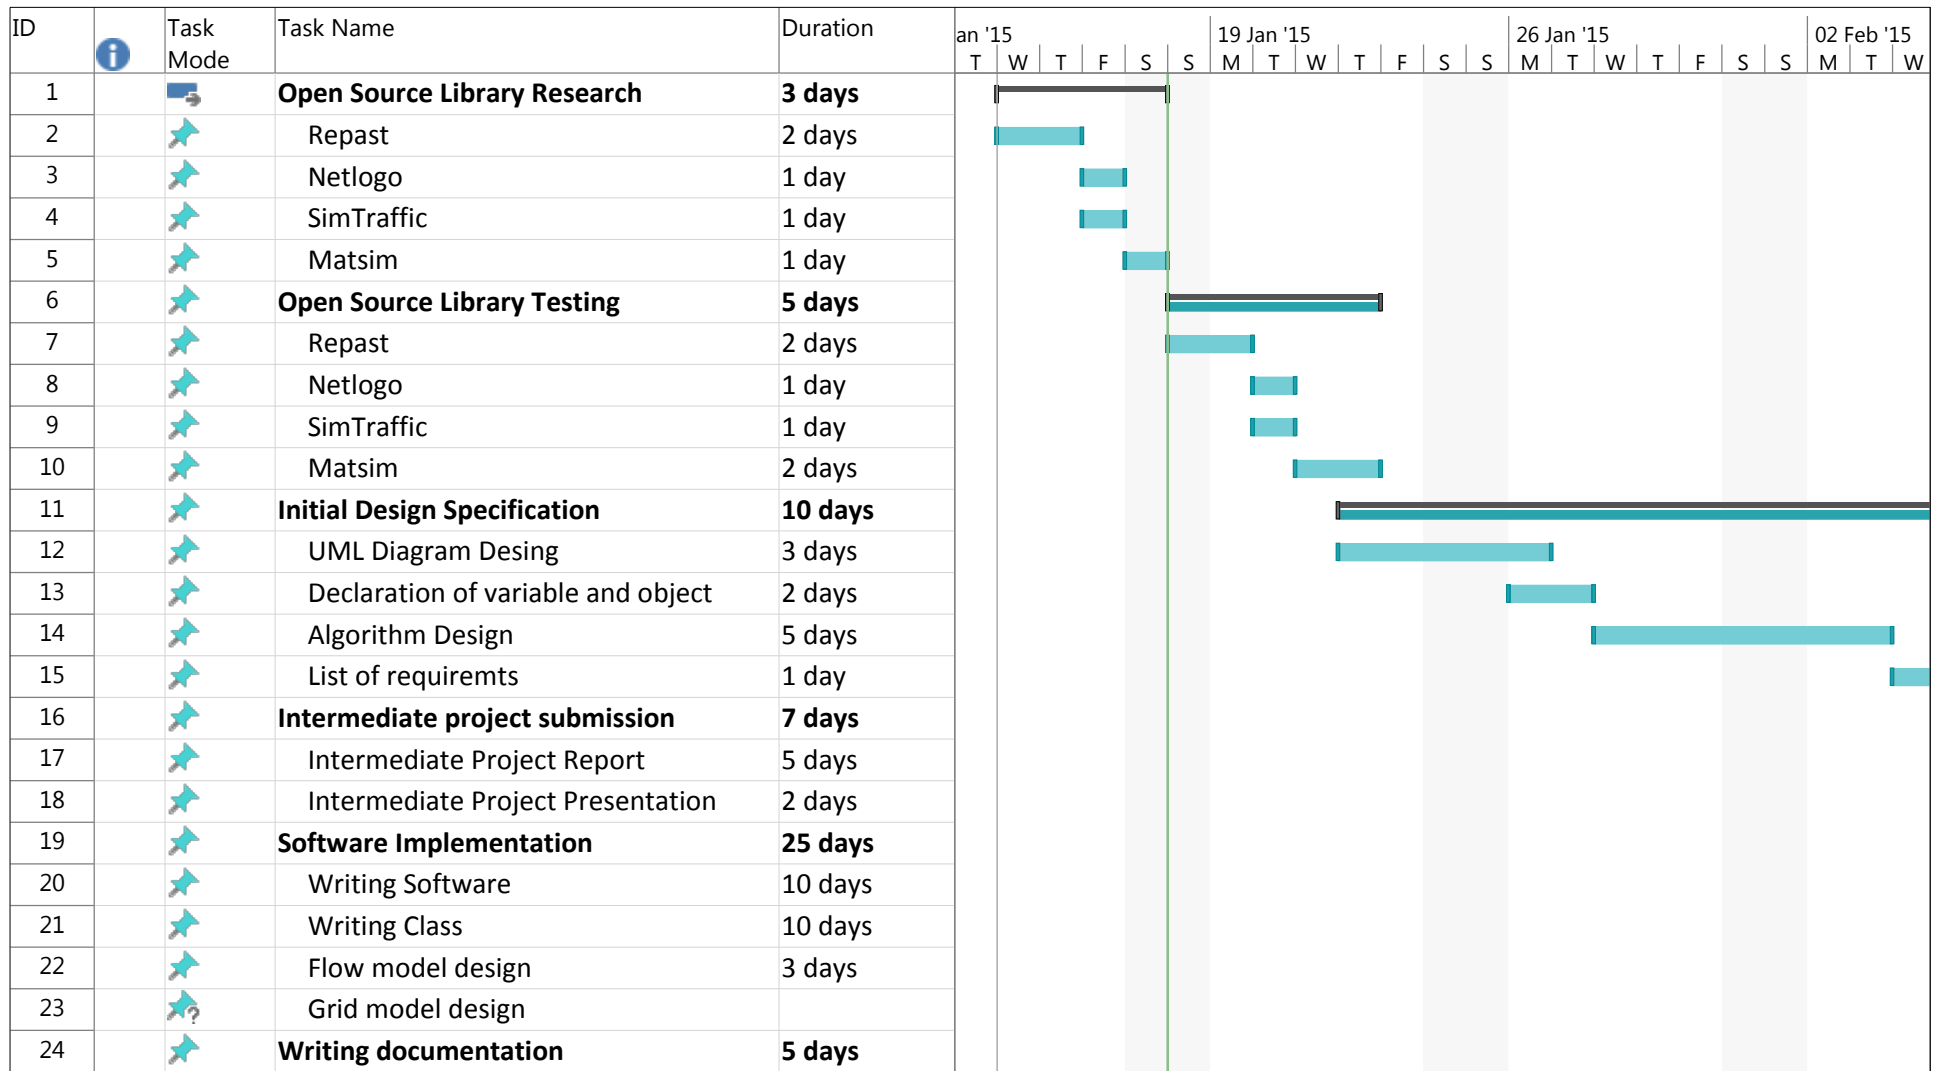 ID Task Mode Task Name Duration an '15 19 Jan '15 26 Jan '15 02 Feb '15
T W T F S S M T W T F S S M T W T F S S M T W
1 Open Source Library Research 3 days
2 Repast 2 days
3 Netlogo 1 day
4 SimTraffic 1 day
5 Matsim 1 day
6 Open Source Library Testing 5 days
7 Repast 2 days
8 Netlogo 1 day
9 SimTraffic 1 day
10 Matsim 2 days
11 Initial Design Specification 10 days
12 UML Diagram Desing 3 days
13 Declaration of variable and object 2 days
14 Algorithm Design 5 days
15 List of requiremts 1 day
16 Intermediate project submission 7 days
17 Intermediate Project Report 5 days
18 Intermediate Project Presentation 2 days
19 Software Implementation 25 days
20 Writing Software 10 days
21 Writing Class 10 days
22 Flow model design 3 days
23 Grid model design
24 Writing documentation 5 days